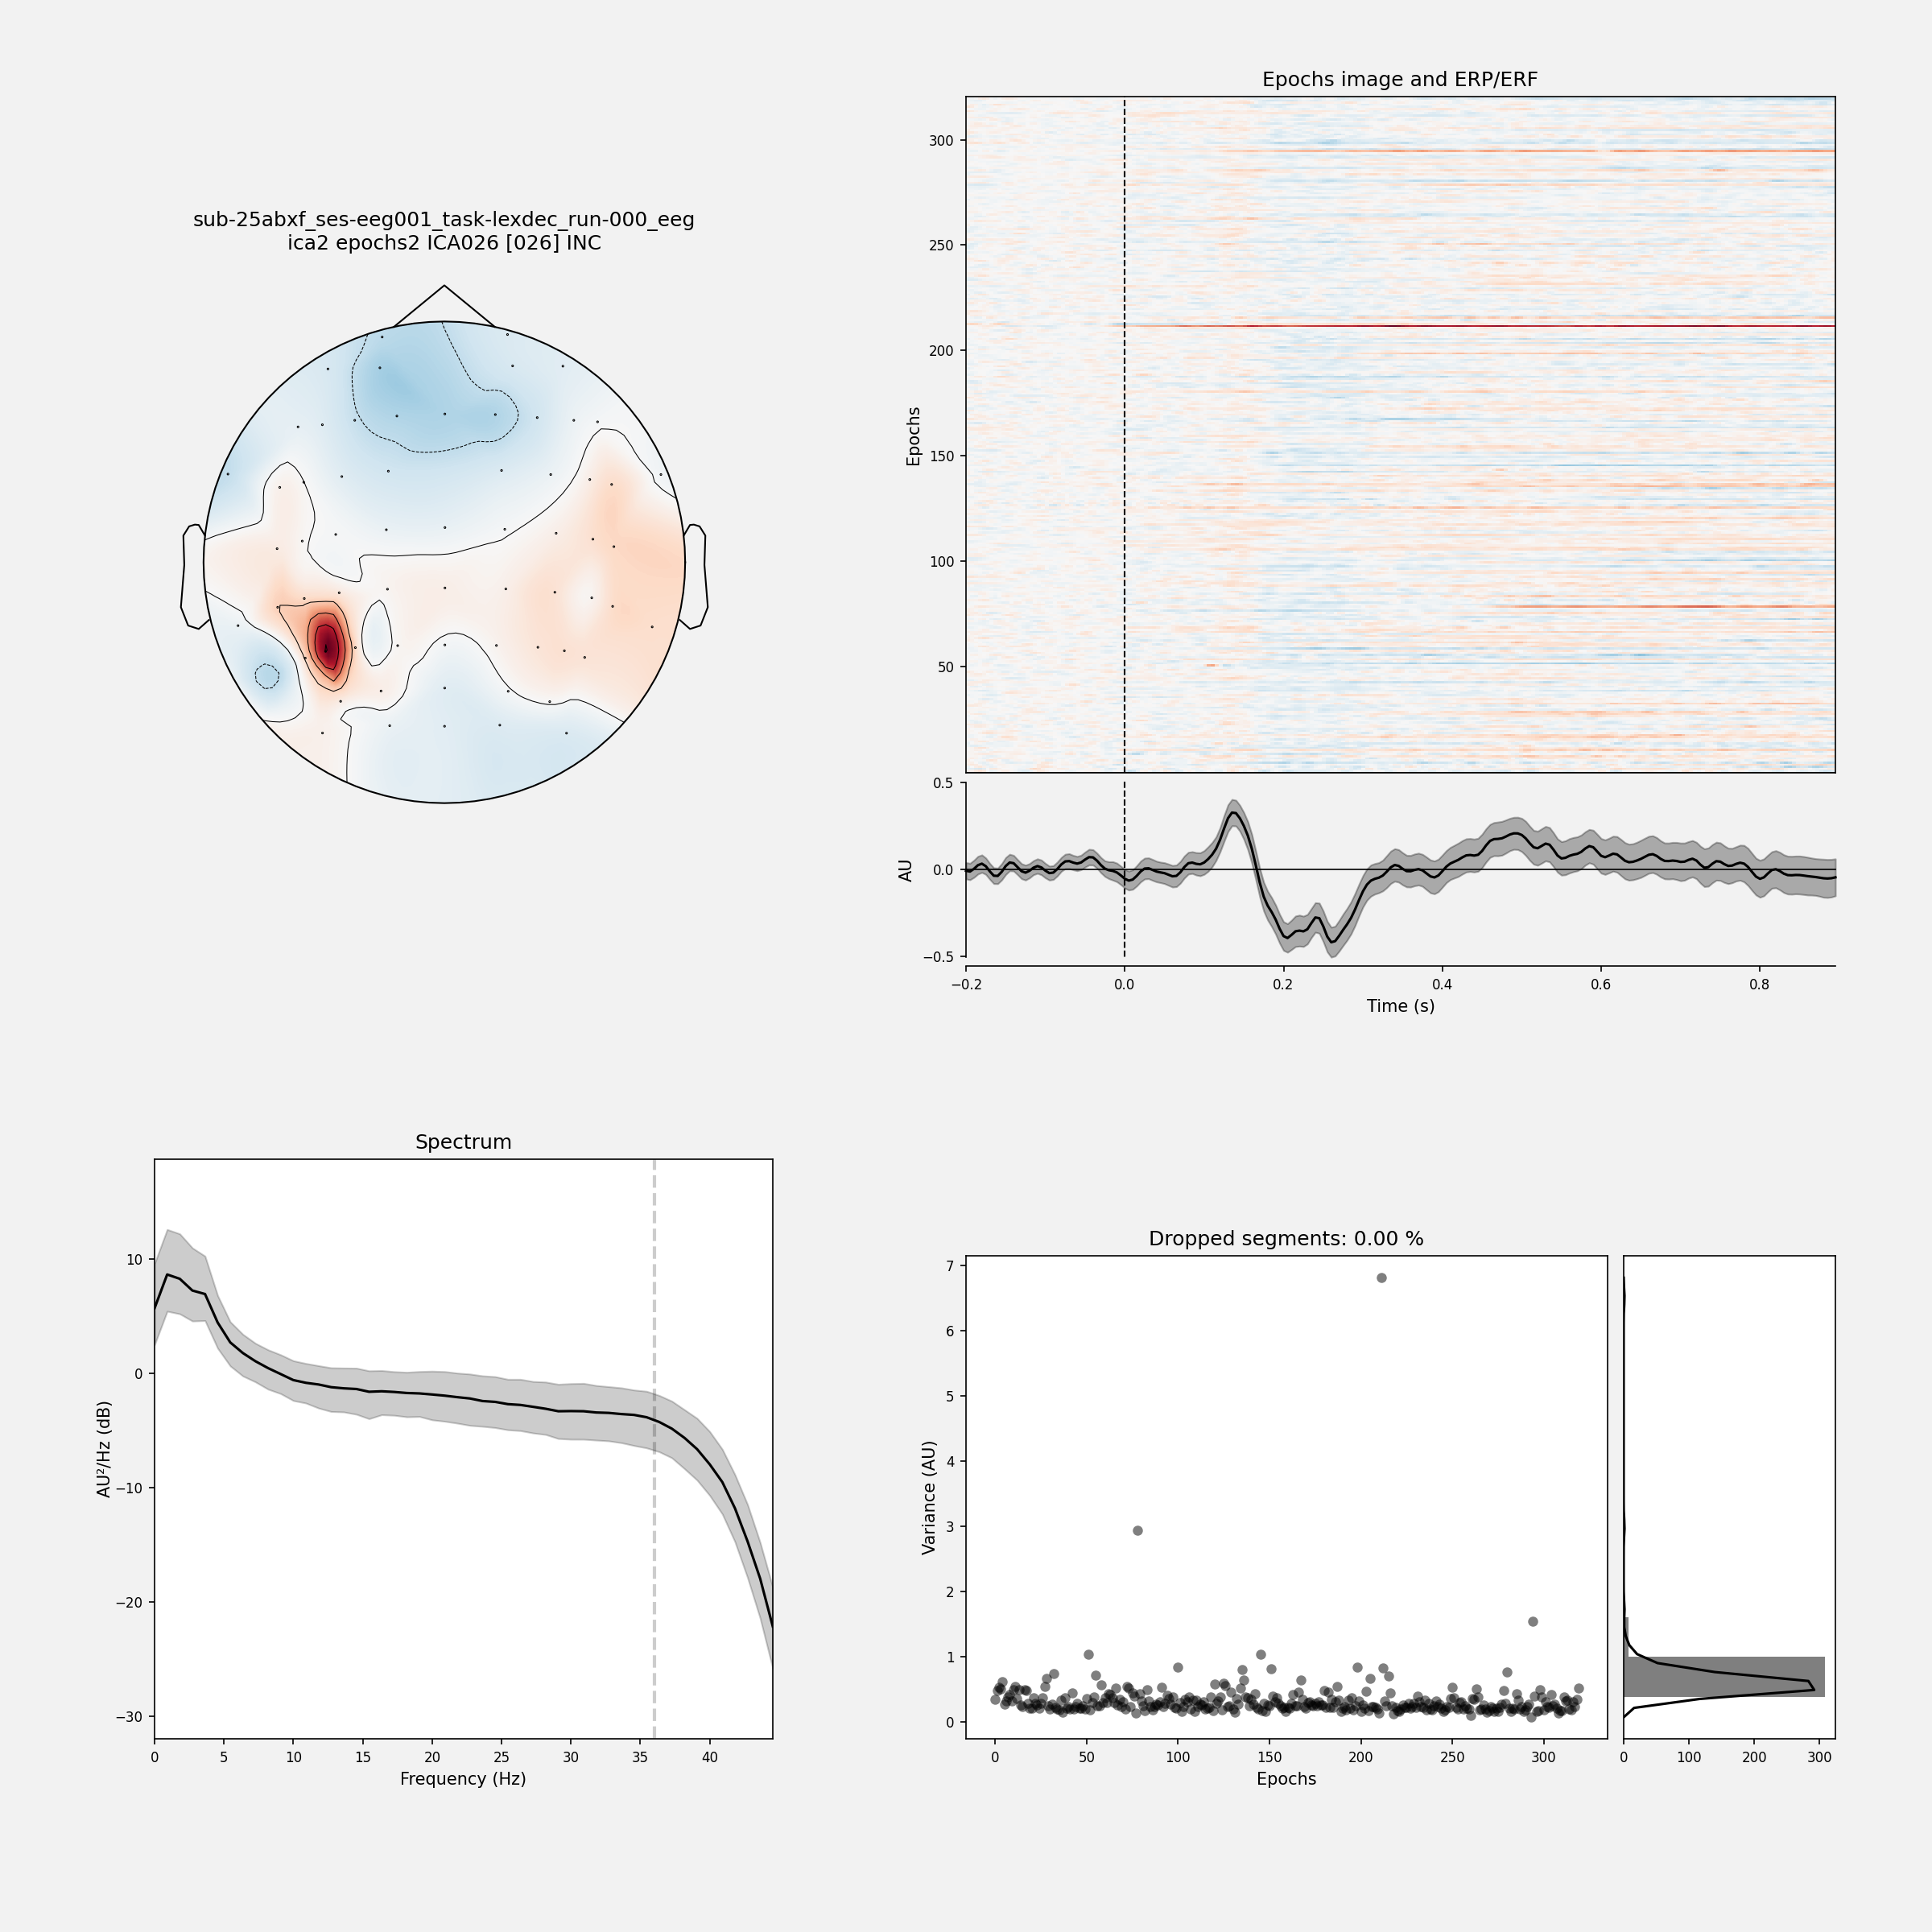 sub-25abxf_ses-eeg001_task-lexdec_run-000_eeg
ica2 epochs2 ICA026 [026] INC
Epochs image and ERP/ERF
300
250
200
150
100
50
Epochs
0.5
0.0
−0.5
AU
−0.2 0.0 0.2 0.4 0.6 0.8
Time (s)
Spectrum
10
0
−10
−20
−30
AU²/Hz (dB)
0 5 10 15 20 25 30 35 40
Frequency (Hz)
Dropped segments: 0.00 %
7
6
5
4
3
2
1
0
Variance (AU)
0 50 100 150 200 250 300
Epochs
0 100 200 300